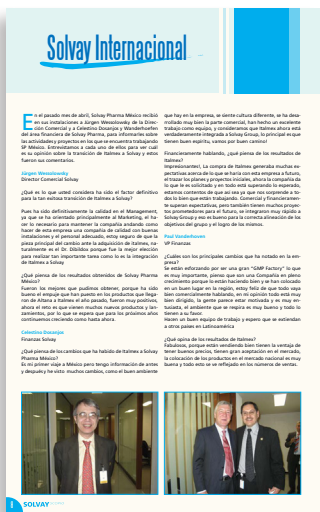 Solvay Internacional
En el pasado mes de abril, Solvay Pharma México recibió
en sus instalaciones a Jürgen Wesolowsky de la Direc-
ción Comercial y a Celestino Dosanjos y Wanderhoefen
del área financiera de Solvay Pharma, para informarles sobre
las actividades y proyectos en los que se encuentra trabajando
SP México. Entrevistamos a cada uno de ellos para ver cuál
es su opinión sobre la transición de Italmex a Solvay y estos
fueron sus comentarios.
Jürgen Wessolowsky
Director Comercial Solvay
¿Qué es lo que usted considera ha sido el factor definitivo
para la tan exitosa transición de Italmex a Solvay?
Pues ha sido definitivamente la calidad en el Management,
ya que se ha orientado principalmente al Marketing, el ha-
cer lo necesario para mantener la compañía andando como
hacer de esta empresa una compañía de calidad con buenas
instalaciones y el personal adecuado, estoy seguro de que la
pieza principal del cambio ante la adquisición de Italmex, na-
turalmente es el Dr. Dibildox porque fue la mejor elección
para realizar tan importante tarea como lo es la integración
de Italmex a Solvay
¿Qué piensa de los resultados obtenidos de Solvay Pharma
México?
Fueron los mejores que pudimos obtener, porque ha sido
bueno el empuje que han puesto en los productos que llega-
ron de Altana a Italmex el año pasado, fueron muy positivos,
ahora el reto es que vienen muchos nuevos productos y lan-
zamientos, por lo que se espera que para los próximos años
continuemos creciendo como hasta ahora.
Celestino Dosanjos
Finanzas Solvay
¿Qué piensa de los cambios que ha habido de Italmex a Solvay
Pharma México?
Es mi primer viaje a México pero tengo información de antes
y después y he visto muchos cambios, como el buen ambiente
que hay en la empresa, se siente cultura diferente, se ha desa-
rrollado muy bien la parte comercial, han hecho un excelente
trabajo como equipo, y consideramos que Italmex ahora está
verdaderamente integrada a Solvay Group, lo principal es que
tienen buen espíritu, vamos por buen camino!
Financieramente hablando, ¿qué piensa de los resultados de
Italmex?
Impresionantes!, La compra de Italmex generaba muchas ex-
pectativas acerca de lo que se haría con esta empresa a futuro,
el trazar los planes y proyectos iniciales, ahora la compañía da
lo que le es solicitado y en todo está superando lo esperado,
estamos contentos de que así sea ya que nos sorprende a to-
dos lo bien que están trabajando. Comercial y financieramen-
te superan expectativas, pero también tienen muchos proyec-
tos prometedores para el futuro, se integraron muy rápido a
Solvay Group y eso es bueno para la correcta alineación de los
objetivos del grupo y el logro de los mismos.
Paul Vanderhoeven
VP Finanzas
¿Cuáles son los principales cambios que ha notado en la em-
presa?
Se están esforzando por ser una gran "GMP Factory" lo que
es muy importante, pienso que son una Compañía en pleno
crecimiento porque lo están haciendo bien y se han colocado
en un buen lugar en la región, estoy feliz de que todo vaya
bien comercialmente hablando, en mi opinión todo está muy
bien dirigido, la gente parece estar motivada y es muy en-
tusiasta, el ambiente que se respira es muy bueno y todo lo
tienen a su favor.
Hacen un buen equipo de trabajo y espero que se extiendan
a otros países en Latinoamérica
¿Qué opina de los resultados de Italmex?
Fabulosos, porque están vendiendo bien tienen la ventaja de
tener buenos precios, tienen gran aceptación en el mercado,
la colocación de los productos en el mercado nacional es muy
buena y todo esto se ve reflejado en los números de ventas.
SOLVAY